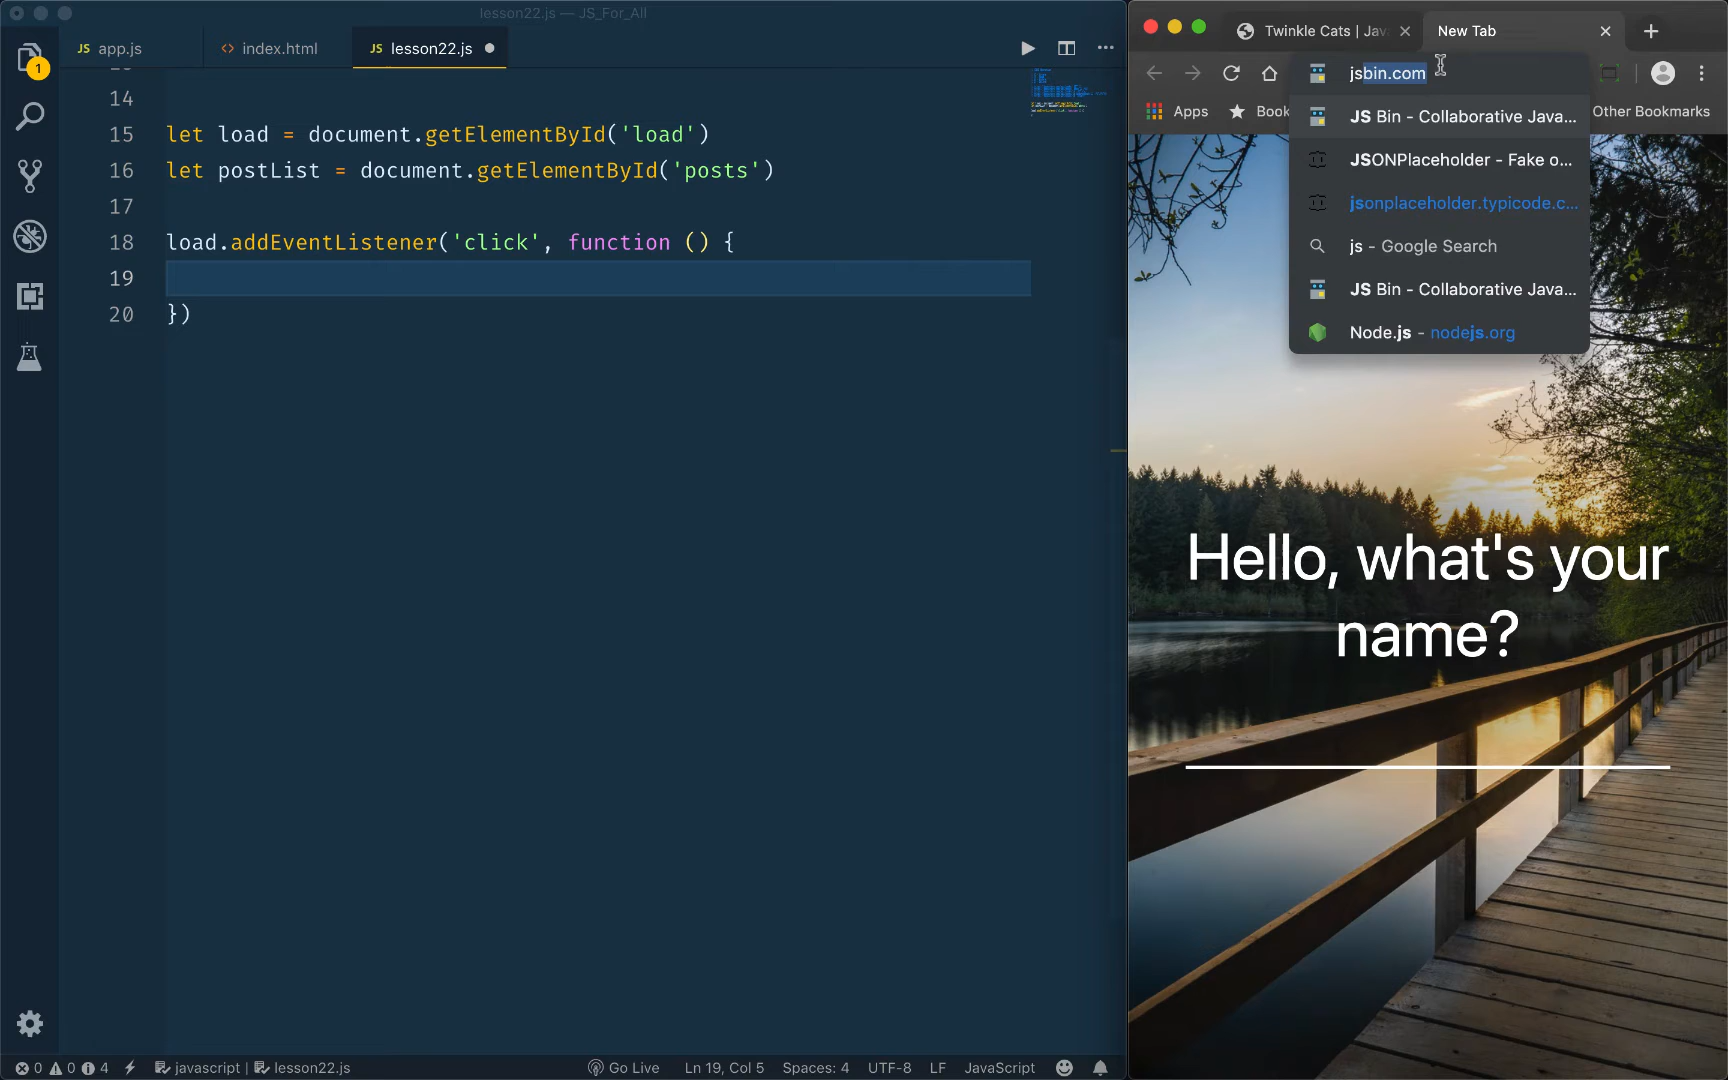 lesson22.js — JS_For_All
JS app.js
<> index.html
JS lesson22.js
1
14
15 let load = document.getElementById('load')
16 let postList = document.getElementById('posts')
17
18 load.addEventListener('click', function () {
19
20 })
0 0 4 javascript | lesson22.js Go Live Ln 19, Col 5 Spaces: 4 UTF-8 LF JavaScript
Twinkle Cats | Jav
New Tab
jsbin.com
Apps
Book
Other Bookmarks
JS Bin - Collaborative Java...
JSONPlaceholder - Fake o...
jsonplaceholder.typicode.c...
js - Google Search
JS Bin - Collaborative Java...
Node.js - nodejs.org
Hello, what's your
name?